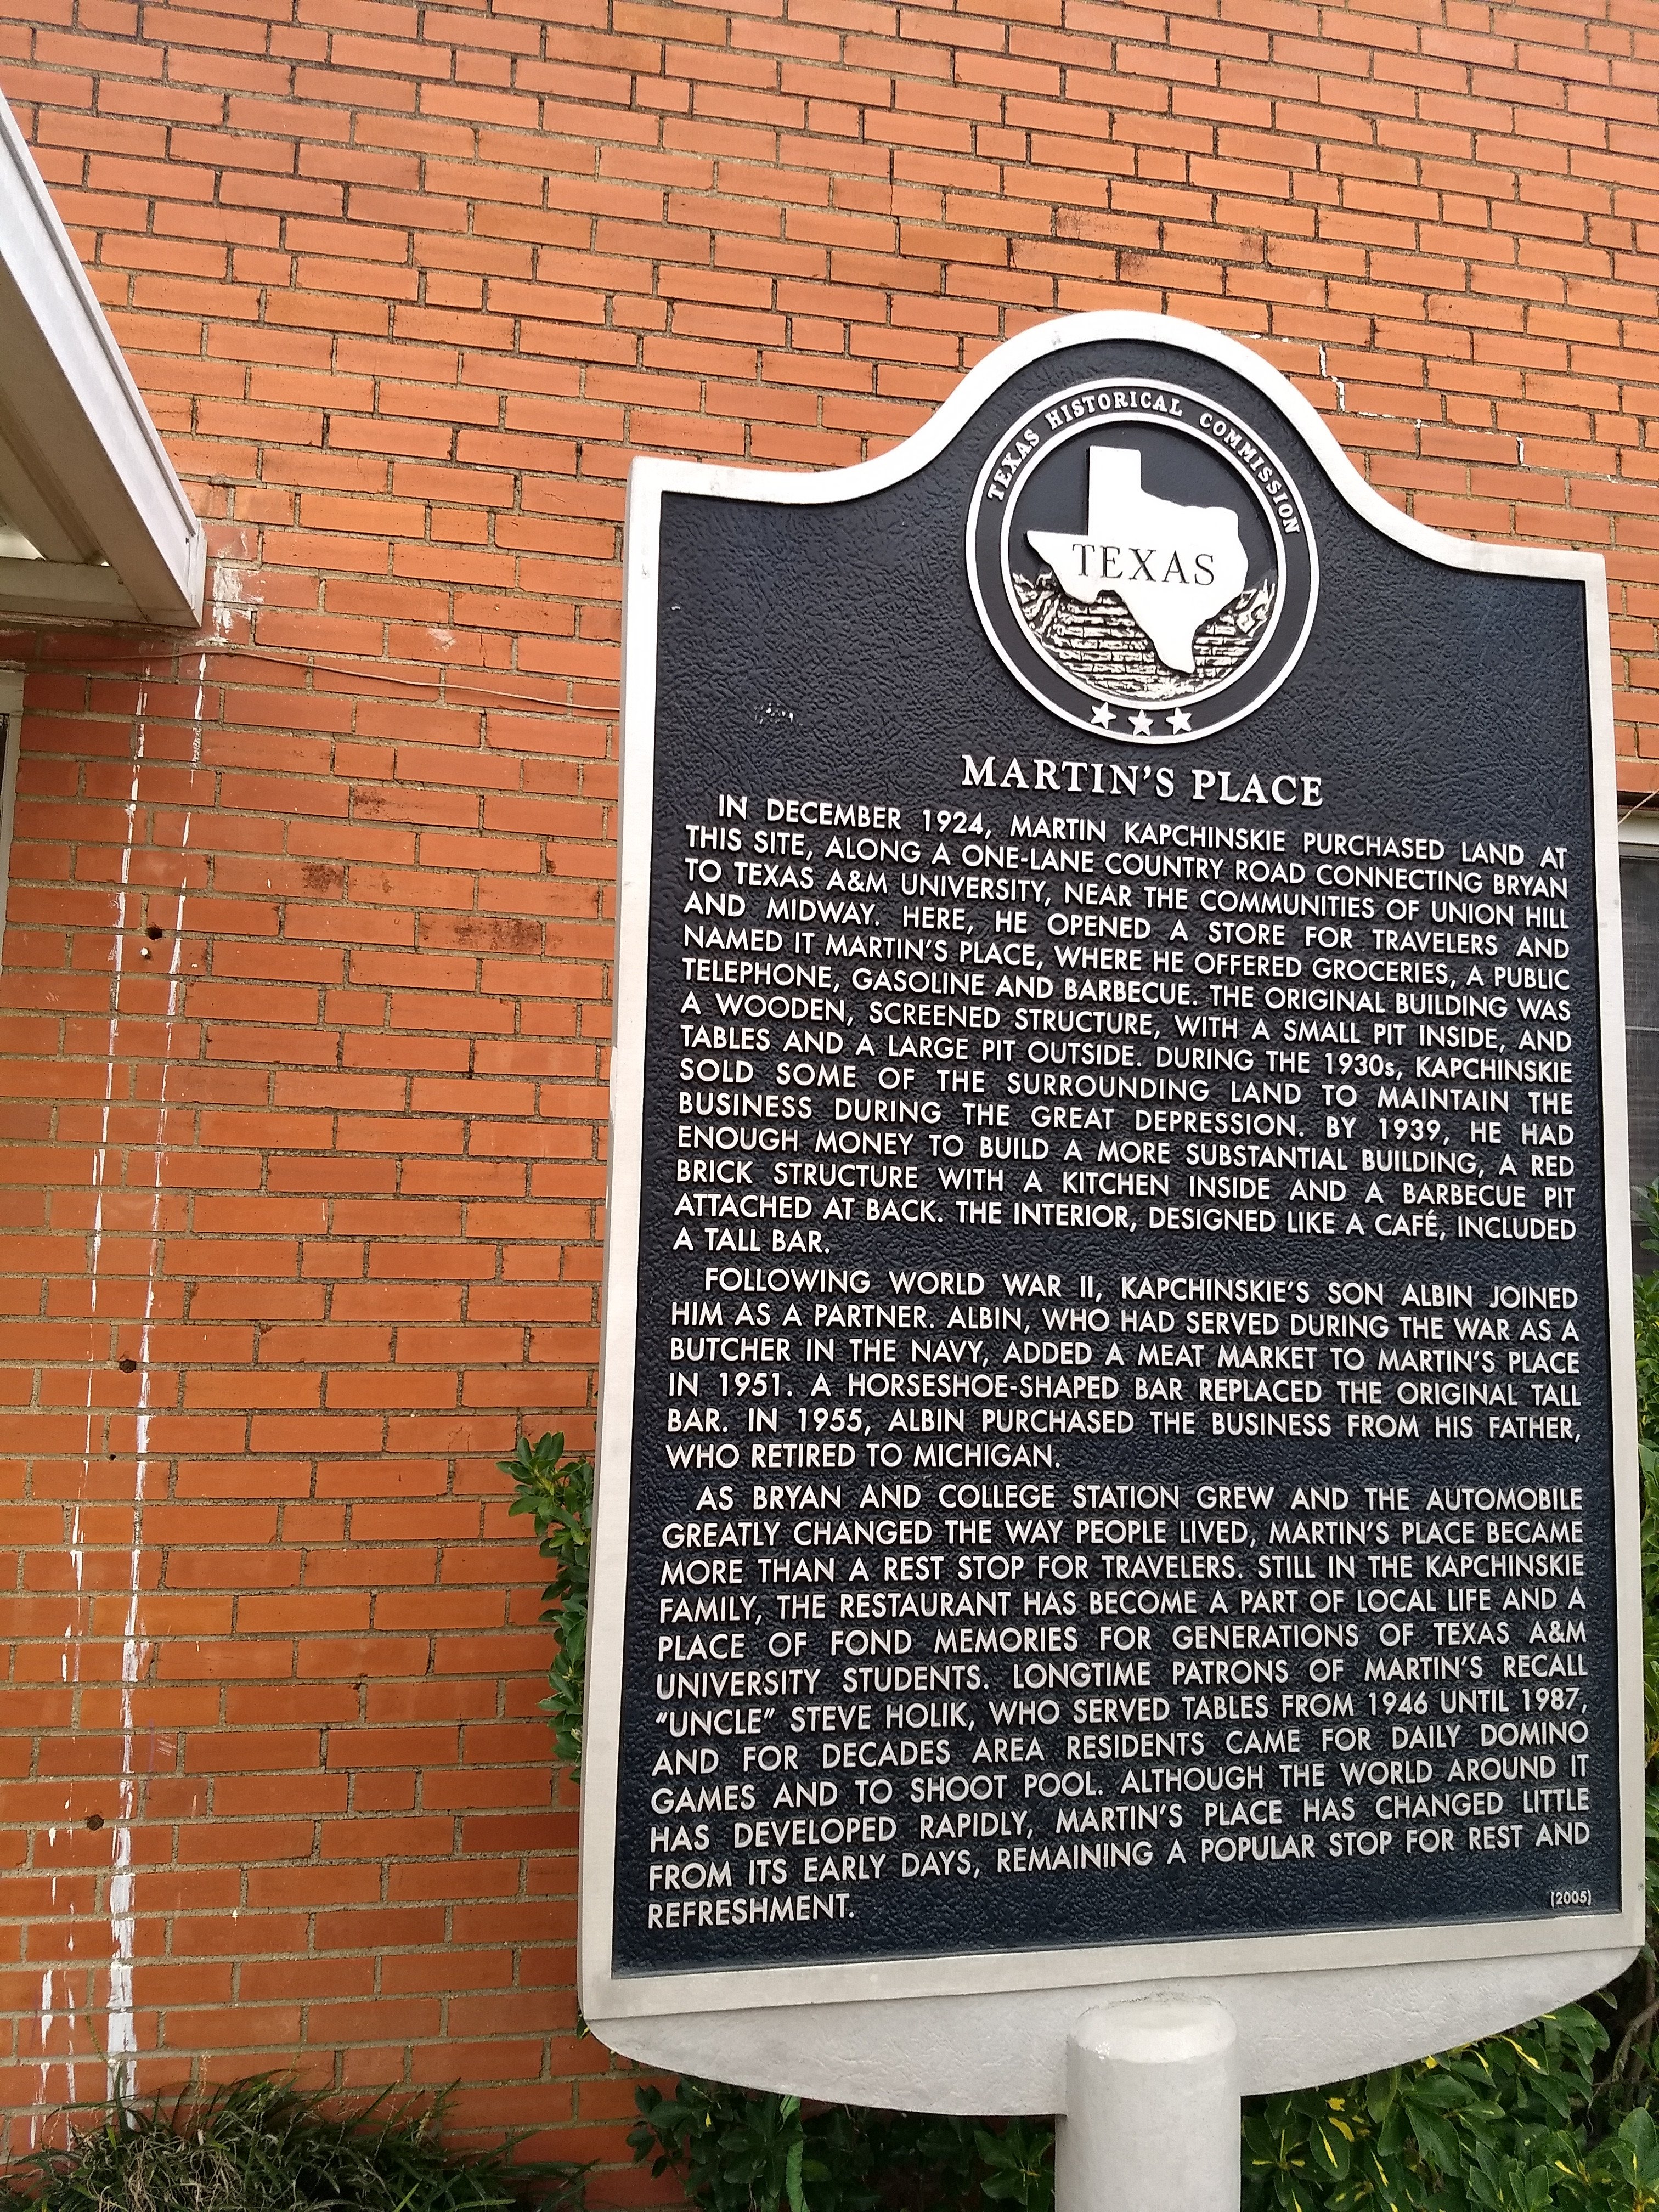 TEXAS HISTORICAL COMMISSION
TEXAS
MARTIN'S PLACE
IN DECEMBER 1924, MARTIN KAPCHINSKIE PURCHASED LAND AT
THIS SITE, ALONG A ONE-LANE COUNTRY ROAD CONNECTING BRYAN
TO TEXAS A&M UNIVERSITY, NEAR THE COMMUNITIES OF UNION HILL
AND MIDWAY. HERE, HE OPENED A STORE FOR TRAVELERS AND
NAMED IT MARTIN'S PLACE, WHERE HE OFFERED GROCERIES, A PUBLIC
TELEPHONE, GASOLINE AND BARBECUE. THE ORIGINAL BUILDING WAS
A WOODEN, SCREENED STRUCTURE, WITH A SMALL PIT INSIDE, AND
TABLES AND A LARGE PIT OUTSIDE. DURING THE 1930s, KAPCHINSKIE
SOLD SOME OF THE SURROUNDING LAND TO MAINTAIN THE
BUSINESS DURING THE GREAT DEPRESSION. BY 1939, HE HAD
ENOUGH MONEY TO BUILD A MORE SUBSTANTIAL BUILDING, A RED
BRICK STRUCTURE WITH A KITCHEN INSIDE AND A BARBECUE PIT
ATTACHED AT BACK. THE INTERIOR, DESIGNED LIKE A CAFÉ, INCLUDED
A TALL BAR.
FOLLOWING WORLD WAR II, KAPCHINSKIE'S SON ALBIN JOINED
HIM AS A PARTNER. ALBIN, WHO HAD SERVED DURING THE WAR AS A
BUTCHER IN THE NAVY, ADDED A MEAT MARKET TO MARTIN'S PLACE
IN 1951. A HORSESHOE-SHAPED BAR REPLACED THE ORIGINAL TALL
BAR. IN 1955, ALBIN PURCHASED THE BUSINESS FROM HIS FATHER,
WHO RETIRED TO MICHIGAN.
AS BRYAN AND COLLEGE STATION GREW AND THE AUTOMOBILE
GREATLY CHANGED THE WAY PEOPLE LIVED, MARTIN'S PLACE BECAME
MORE THAN A REST STOP FOR TRAVELERS. STILL IN THE KAPCHINSKIE
FAMILY, THE RESTAURANT HAS BECOME A PART OF LOCAL LIFE AND A
PLACE OF FOND MEMORIES FOR GENERATIONS OF TEXAS A&M
UNIVERSITY STUDENTS. LONGTIME PATRONS OF MARTIN'S RECALL
"UNCLE" STEVE HOLIK, WHO SERVED TABLES FROM 1946 UNTIL 1987,
AND FOR DECADES AREA RESIDENTS CAME FOR DAILY DOMINO
GAMES AND TO SHOOT POOL. ALTHOUGH THE WORLD AROUND IT
HAS DEVELOPED RAPIDLY, MARTIN'S PLACE HAS CHANGED LITTLE
FROM ITS EARLY DAYS, REMAINING A POPULAR STOP FOR REST AND
REFRESHMENT.
(2005)